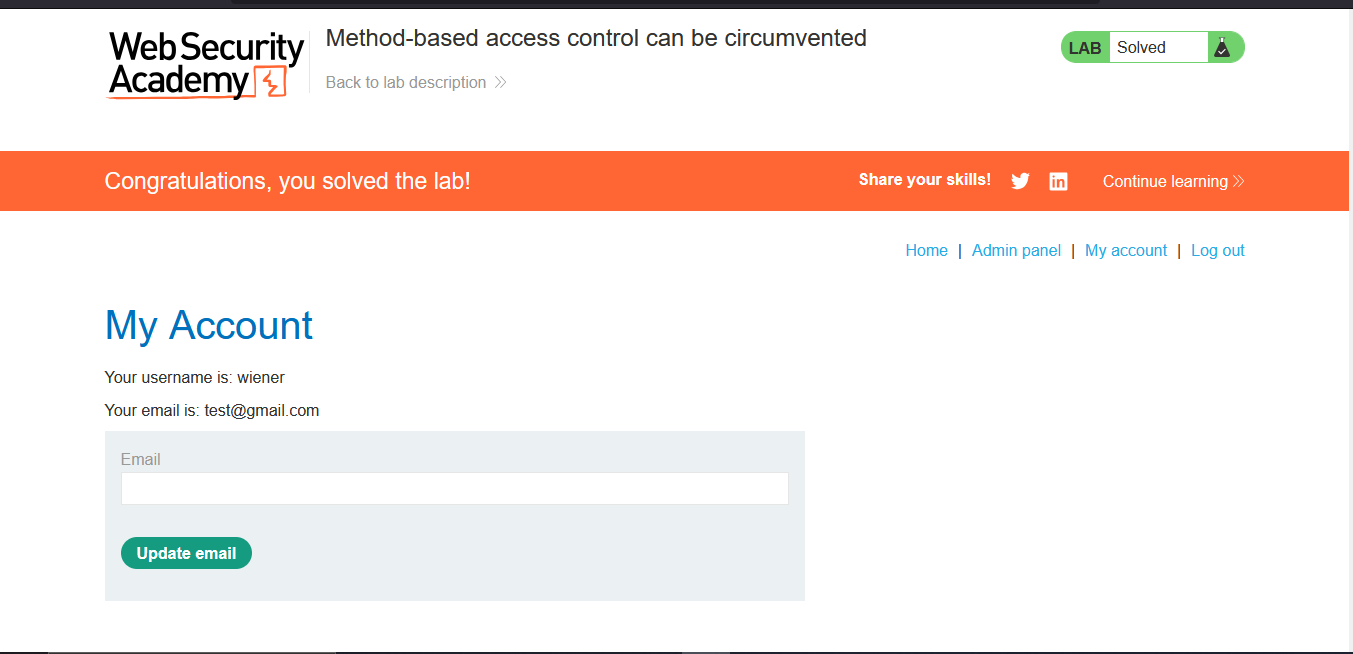 Web Security
Academy
Method-based access control can be circumvented
Back to lab description
LAB Solved
Congratulations, you solved the lab!
Share your skills!
Continue learning
Home | Admin panel | My account | Log out
My Account
Your username is: wiener
Your email is: test@gmail.com
Email
Update email